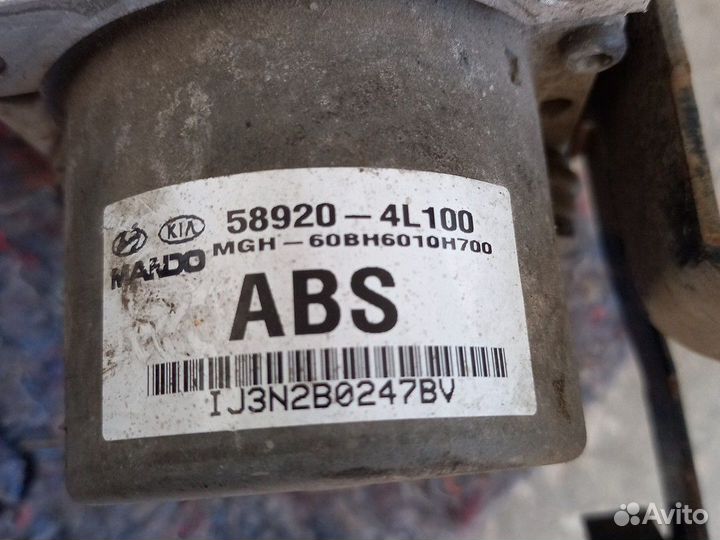 KIA 58920-4L100
MANDO MGH-60BH6010H700
ABS
IJ3N2B0247BV
Avito